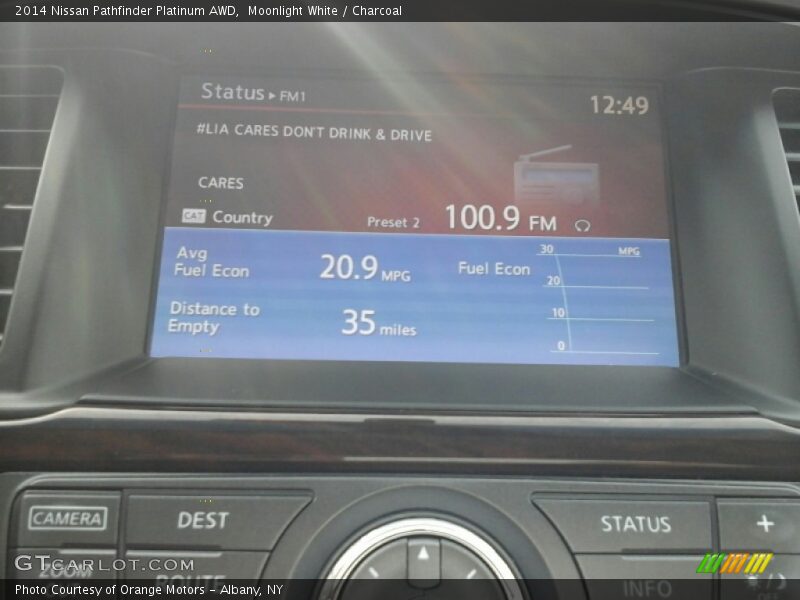 2014 Nissan Pathfinder Platinum AWD, Moonlight White / Charcoal
Status ▸ FM1
12:49
#LIA CARES DON'T DRINK & DRIVE
CARES
CAT Country
Preset 2 100.9 FM
Avg
Fuel Econ
20.9 MPG
Distance to
Empty
35 miles
Fuel Econ
30 MPG
20
10
0
CAMERA
DEST
STATUS
+
ZOOM
ROUTE
INFO
OFF
GTCARLOT.COM
Photo Courtesy of Orange Motors - Albany, NY